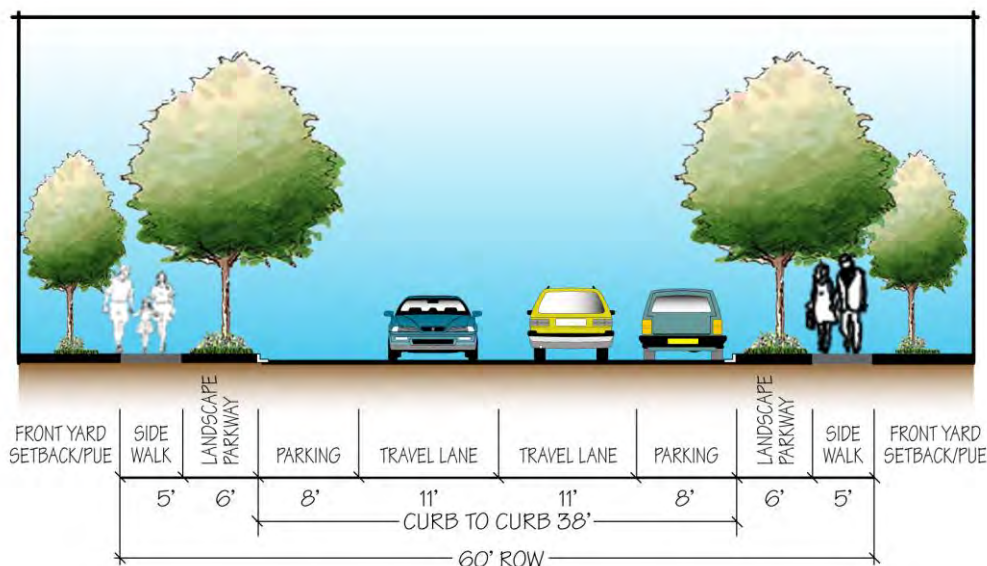 FRONT YARD
SETBACK/PUE
SIDE
WALK
LANDSCAPE
PARKWAY
PARKING
TRAVEL LANE
TRAVEL LANE
PARKING
LANDSCAPE
PARKWAY
SIDE
WALK
FRONT YARD
SETBACK/PUE
5' 6' 8' 11' 11' 8' 6' 5'
CURB TO CURB 38'
60' ROW